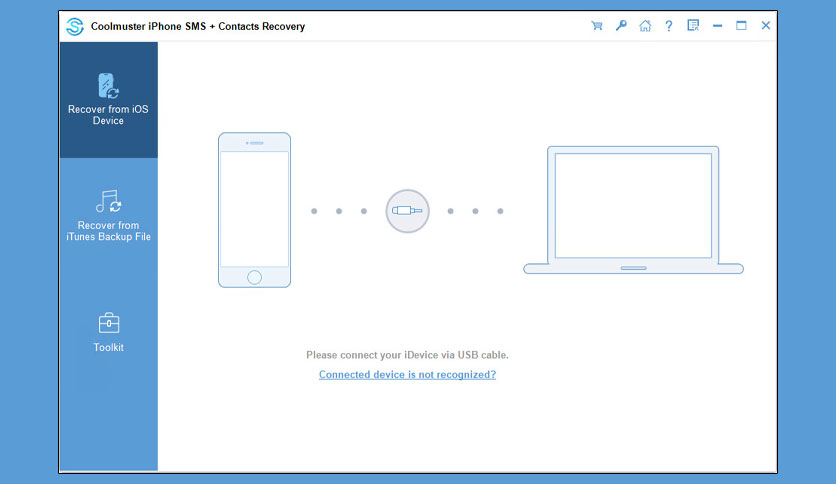 Coolmuster iPhone SMS + Contacts Recovery
?
Recover from iOS
Device
Recover from
iTunes Backup File
Toolkit
Please connect your iDevice via USB cable.
Connected device is not recognized?